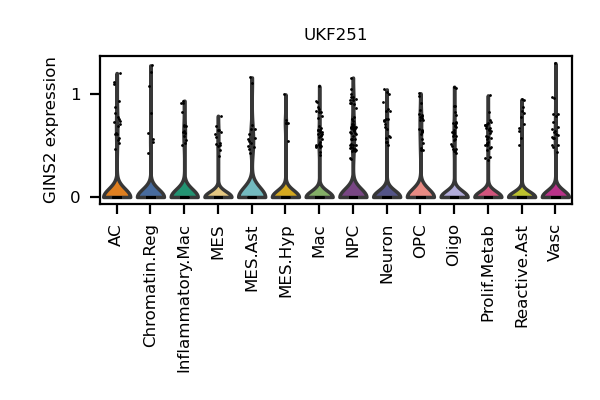 UKF251
GINS2 expression
1
0
AC
Chromatin.Reg
Inflammatory.Mac
MES
MES.Ast
MES.Hyp
Mac
NPC
Neuron
OPC
Oligo
Prolif.Metab
Reactive.Ast
Vasc